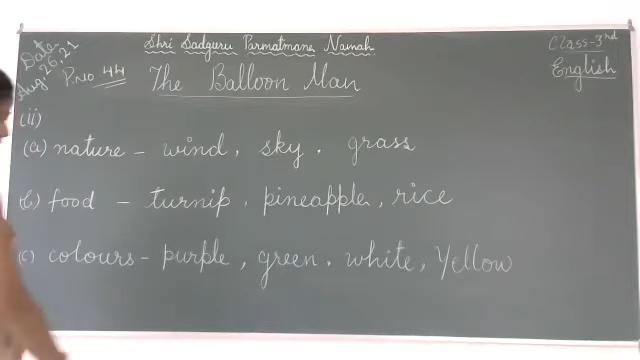 Shri Sadguru Parmatmane Namah
Class-3rd
English
Date
Aug 26, 21
P.No 44
The Balloon Man
(ii)
(a) nature - wind, sky, grass
(b) food - turnip, pineapple, rice
(c) colours - purple, green, white, Yellow